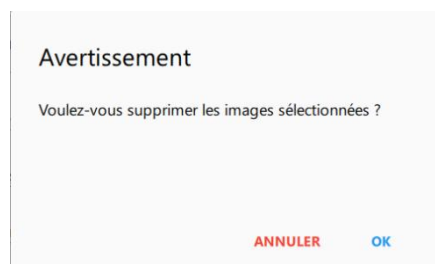 Avertissement
Voulez-vous supprimer les images sélectionnées ?
ANNULER OK